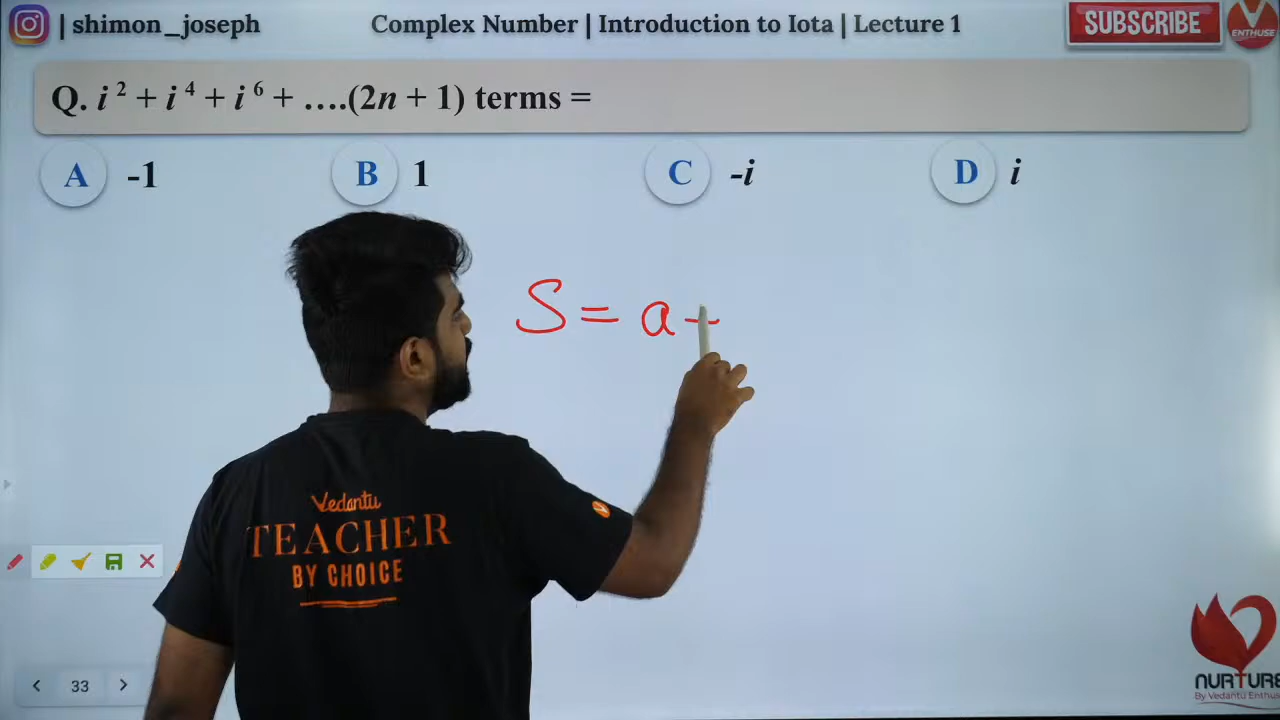 | shimon_joseph
Complex Number | Introduction to Iota | Lecture 1
SUBSCRIBE
ENTHUSE
Q. i² + i⁴ + i⁶ + ….(2n + 1) terms =
A -1
B 1
C -i
D i
S = a +
Vedantu
TEACHER
BY CHOICE
33
NURTURE
By Vedantu Enthuse